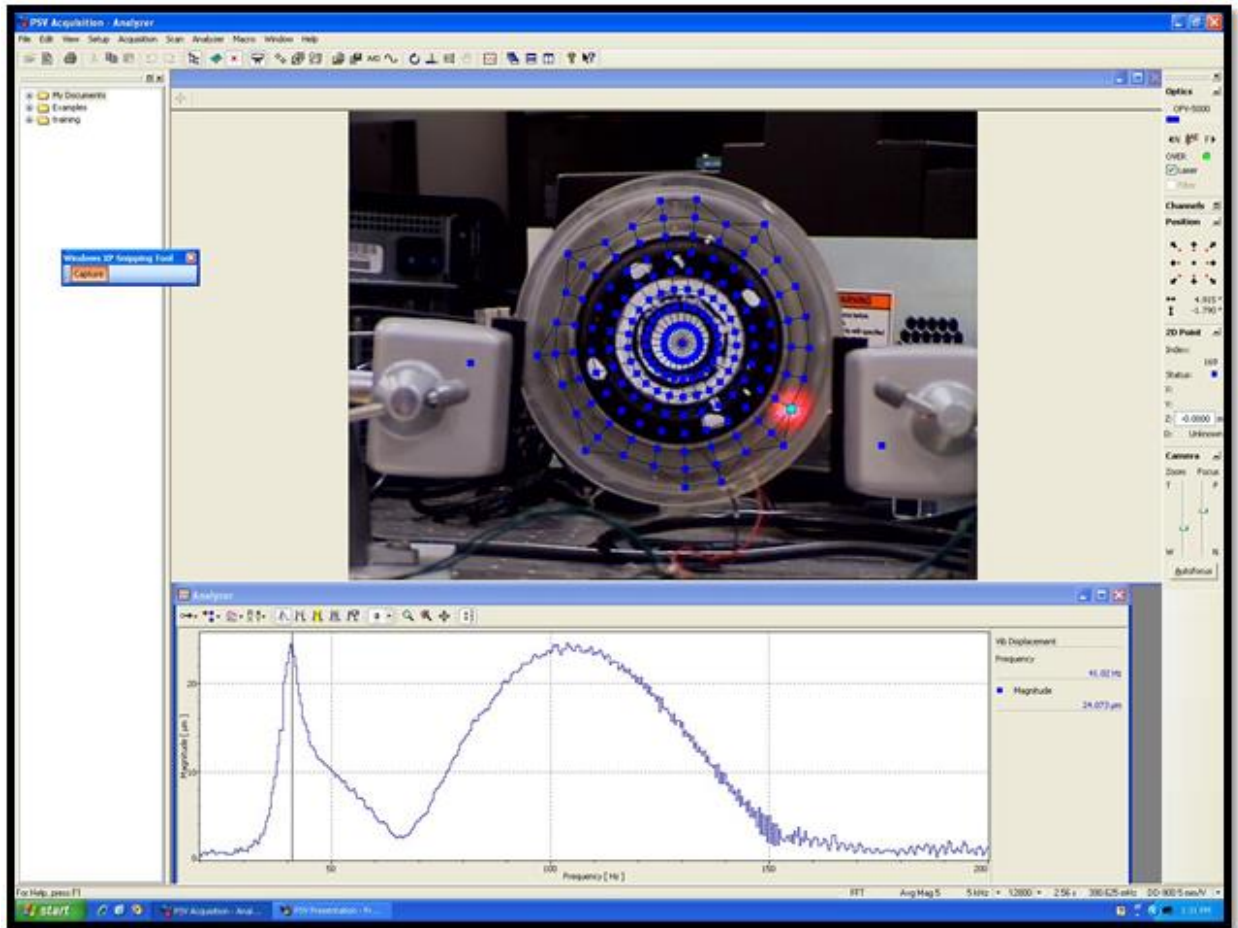 PSV Acquisition - Analyzer
File Edit View Setup Acquisition Scan Analyzer Macro Window Help
My Documents
Examples
training
Windows XP Snipping Tool
Capture
WARNING
Optics
OFV-5000
OVER
Laser
Filter
Channels
Position
4.015 °
-1.790 °
2D Point
Index:
169
Status:
X:
Y:
Z: -0.0000 m
D: Unknown
Camera
Zoom Focus
T F
W N
Autofocus
Analyzer
Magnitude [ µm ]
20
10
0
50
100
150
200
Frequency [ Hz ]
Vib Displacement
Frequency
41.02 Hz
Magnitude
24.073 µm
For Help, press F1
FFT Avg Mag 5 5 kHz 12800 2.56 s 390.625 mHz
start
PSV Acquisition - Anal...
PSV Presentation - Pr...